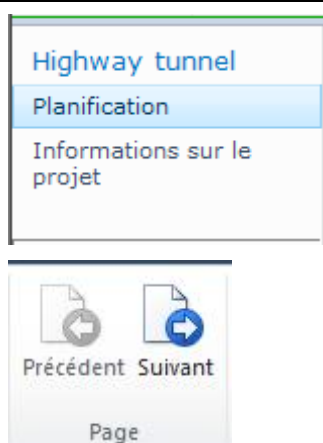 Highway tunnel
Planification
Informations sur le
projet
Précédent Suivant
Page